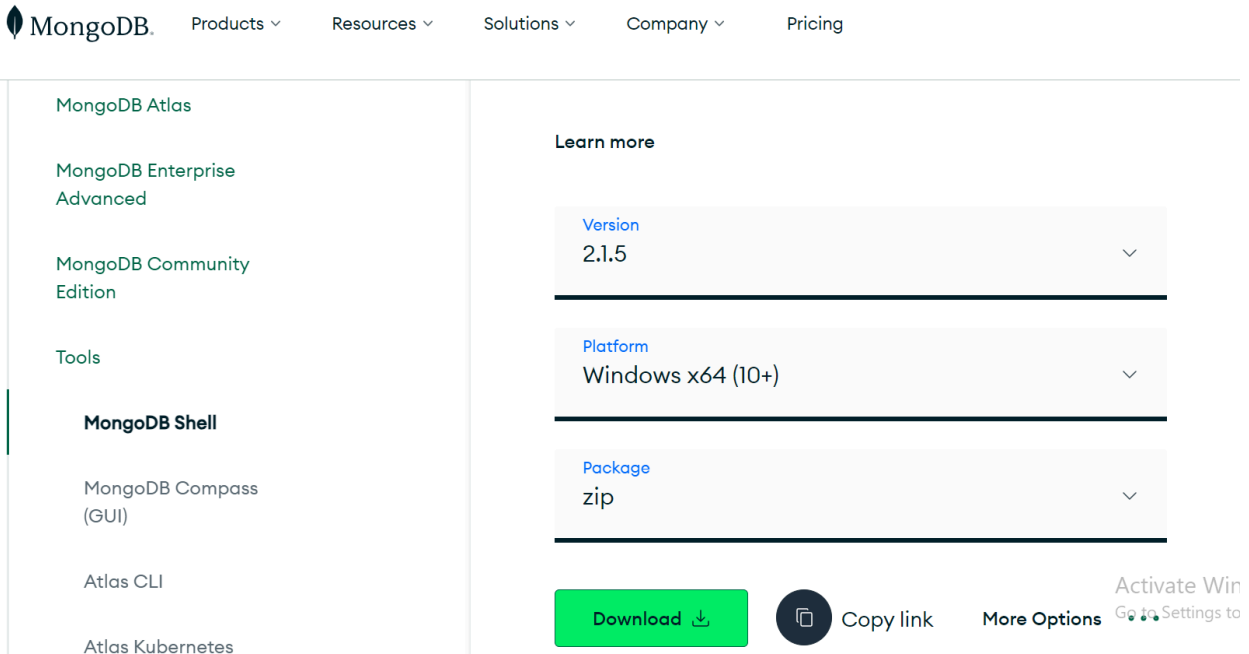 MongoDB.
Products
Resources
Solutions
Company
Pricing
MongoDB Atlas
MongoDB Enterprise
Advanced
MongoDB Community
Edition
Tools
MongoDB Shell
MongoDB Compass
(GUI)
Atlas CLI
Atlas Kubernetes
Learn more
Version
2.1.5
Platform
Windows x64 (10+)
Package
zip
Download
Copy link
More Options
Activate Win
Go to Settings to